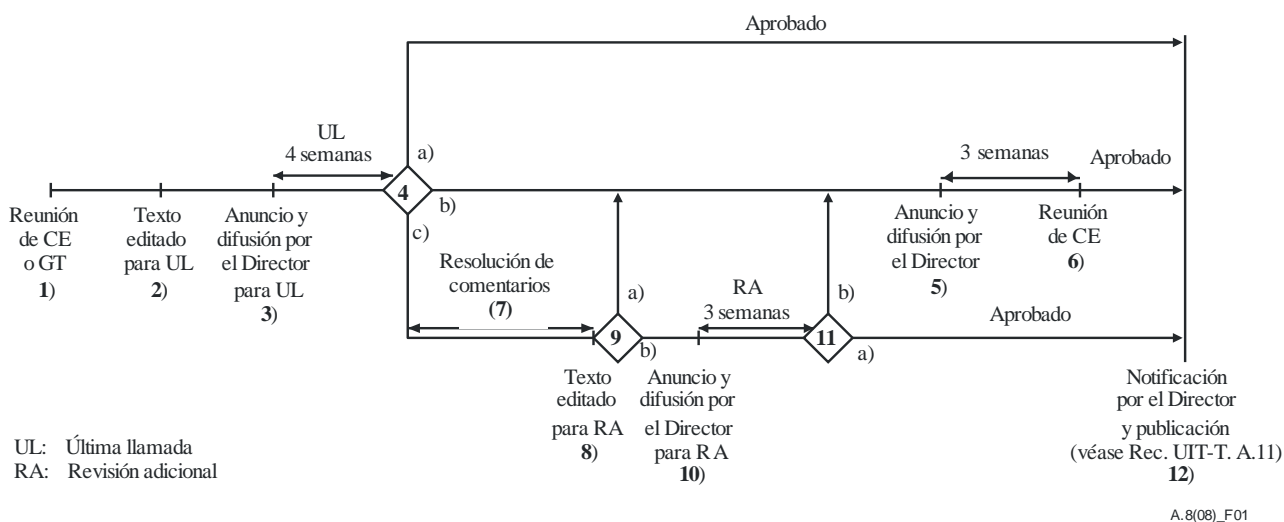 Aprobado
UL
4 semanas
a)
4
b)
c)
3 semanas
Aprobado
Reunión
de CE
o GT
1)
Texto
editado
para UL
2)
Anuncio y
difusión por
el Director
para UL
3)
Anuncio y
difusión por
el Director
5)
Reunión
de CE
6)
Resolución de
comentarios
(7)
a)
9
b)
RA
3 semanas
b)
11
a)
Aprobado
Texto
editado
para RA
8)
Anuncio y
difusión por
el Director
para RA
10)
Notificación
por el Director
y publicación
(véase Rec. UIT-T. A.11)
12)
UL: Última llamada
RA: Revisión adicional
A.8(08)_F01